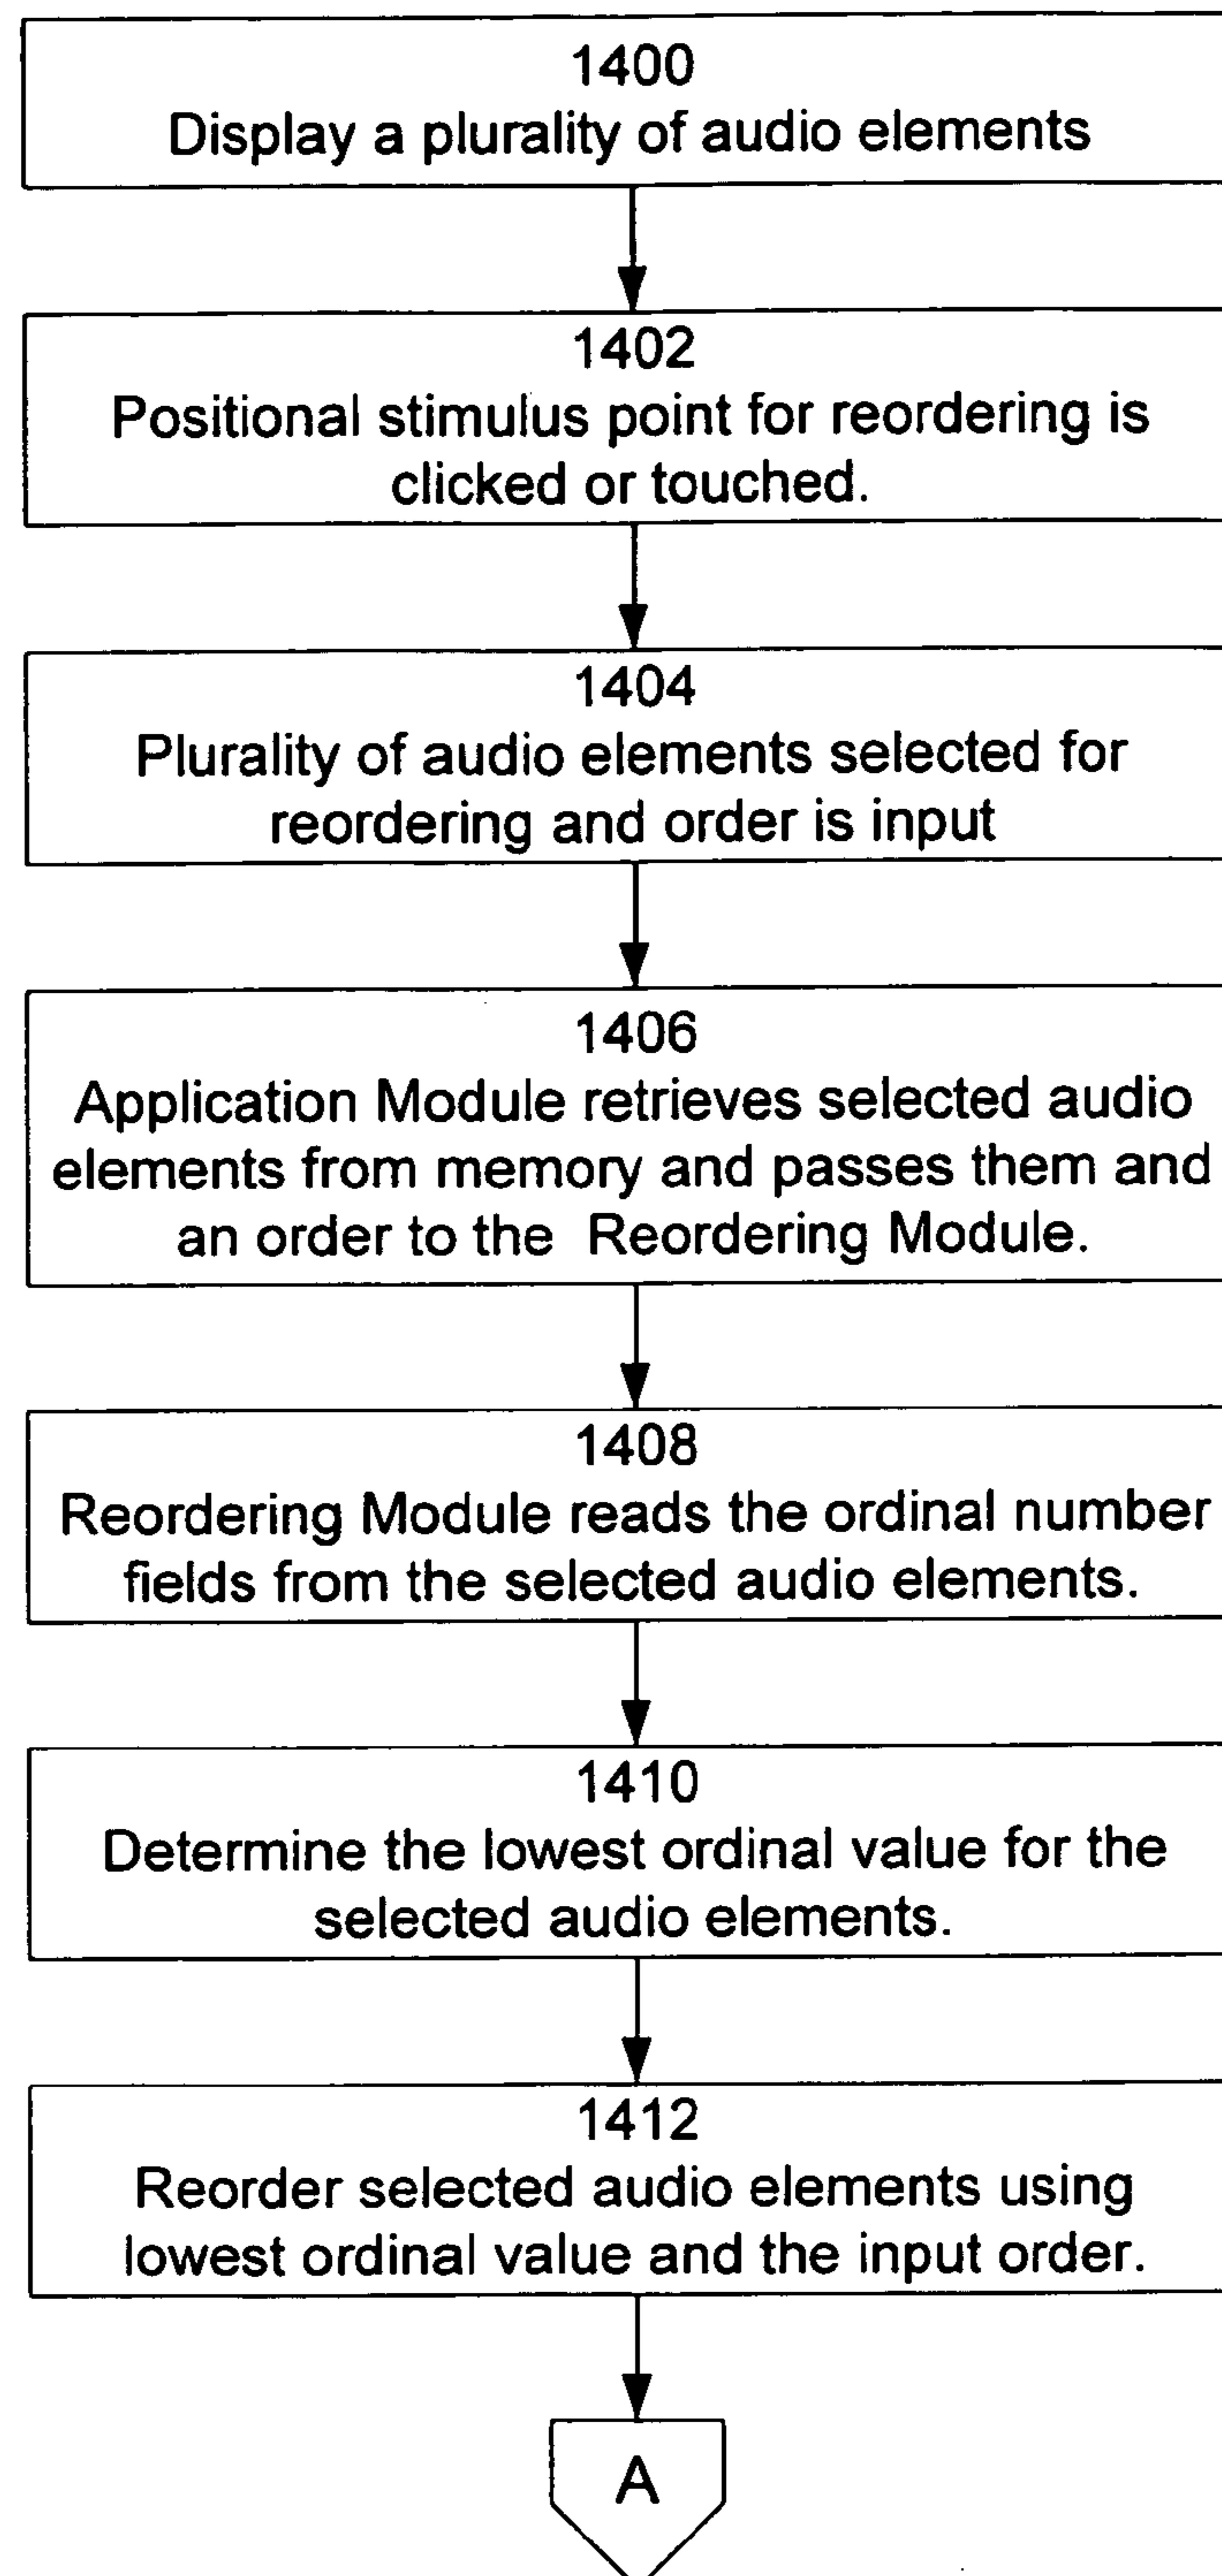 1400
Display a plurality of audio elements
1402
Positional stimulus point for reordering is
clicked or touched.
1404
Plurality of audio elements selected for
reordering and order is input
1406
Application Module retrieves selected audio
elements from memory and passes them and
an order to the Reordering Module.
1408
Reordering Module reads the ordinal number
fields from the selected audio elements.
1410
Determine the lowest ordinal value for the
selected audio elements.
1412
Reorder selected audio elements using
lowest ordinal value and the input order.
A